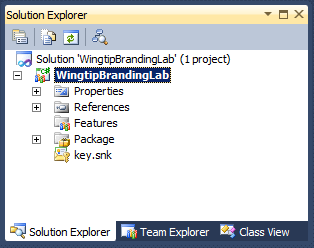 Solution Explorer
Solution 'WingtipBrandingLab' (1 project)
WingtipBrandingLab
Properties
References
Features
Package
key.snk
Solution Explorer Team Explorer Class View